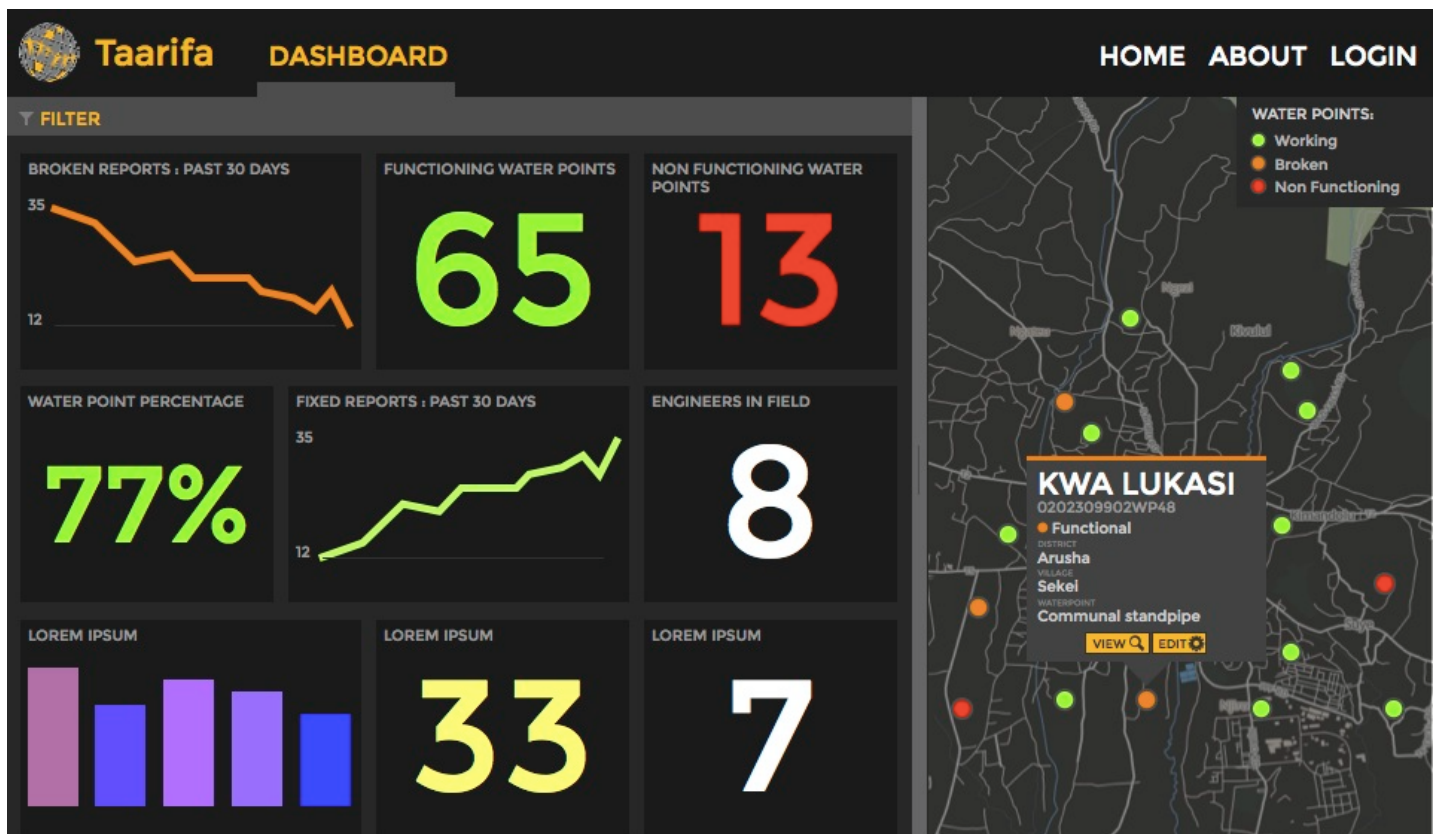 Taarifa
DASHBOARD
HOME ABOUT LOGIN
FILTER
BROKEN REPORTS : PAST 30 DAYS
35
12
FUNCTIONING WATER POINTS
65
NON FUNCTIONING WATER
POINTS
13
WATER POINT PERCENTAGE
77%
FIXED REPORTS : PAST 30 DAYS
35
12
ENGINEERS IN FIELD
8
LOREM IPSUM
LOREM IPSUM
33
LOREM IPSUM
7
WATER POINTS:
Working
Broken
Non Functioning
Kivulul
KWA LUKASI
0202309902WP48
Functional
DISTRICT
Arusha
VILLAGE
Sekei
WATERPOINT
Communal standpipe
VIEW
EDIT